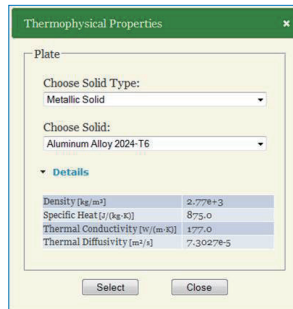 Thermophysical Properties ×
Plate
Choose Solid Type:
Metallic Solid
Choose Solid:
Aluminum Alloy 2024-T6
Details
Density [kg/m³] 2.77e+3
Specific Heat [J/(kg·K)] 875.0
Thermal Conductivity [W/(m·K)] 177.0
Thermal Diffusivity [m²/s] 7.3027e-5
Select Close